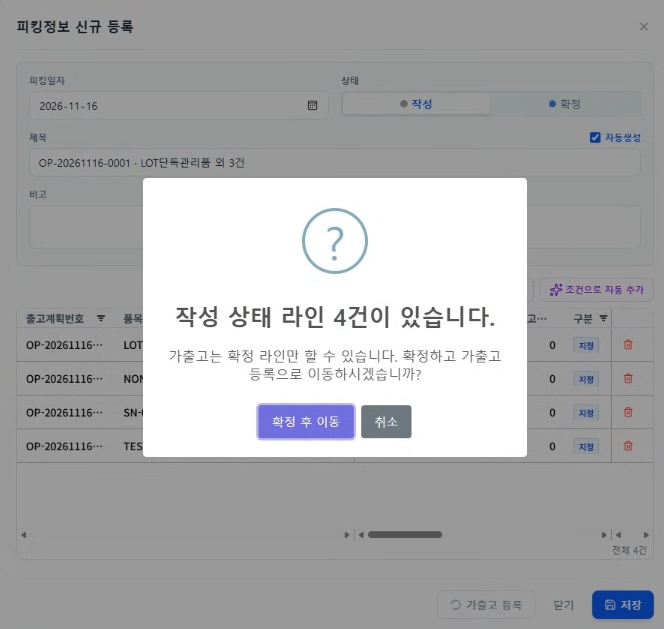 피킹정보 신규 등록
피킹일자
상태
2026-11-16
작성
확정
제목
자동생성
OP-20261116-0001 · LOT단독관리품 외 3건
비고
조건으로 자동 추가
출고계획번호
품목
고…
구분
OP-20261116…
LOT
0
지정
OP-20261116…
NON
0
지정
OP-20261116…
SN-
0
지정
OP-20261116…
TES
0
지정
작성 상태 라인 4건이 있습니다.
가출고는 확정 라인만 할 수 있습니다. 확정하고 가출고
등록으로 이동하시겠습니까?
확정 후 이동
취소
전체 4건
가출고 등록
닫기
저장